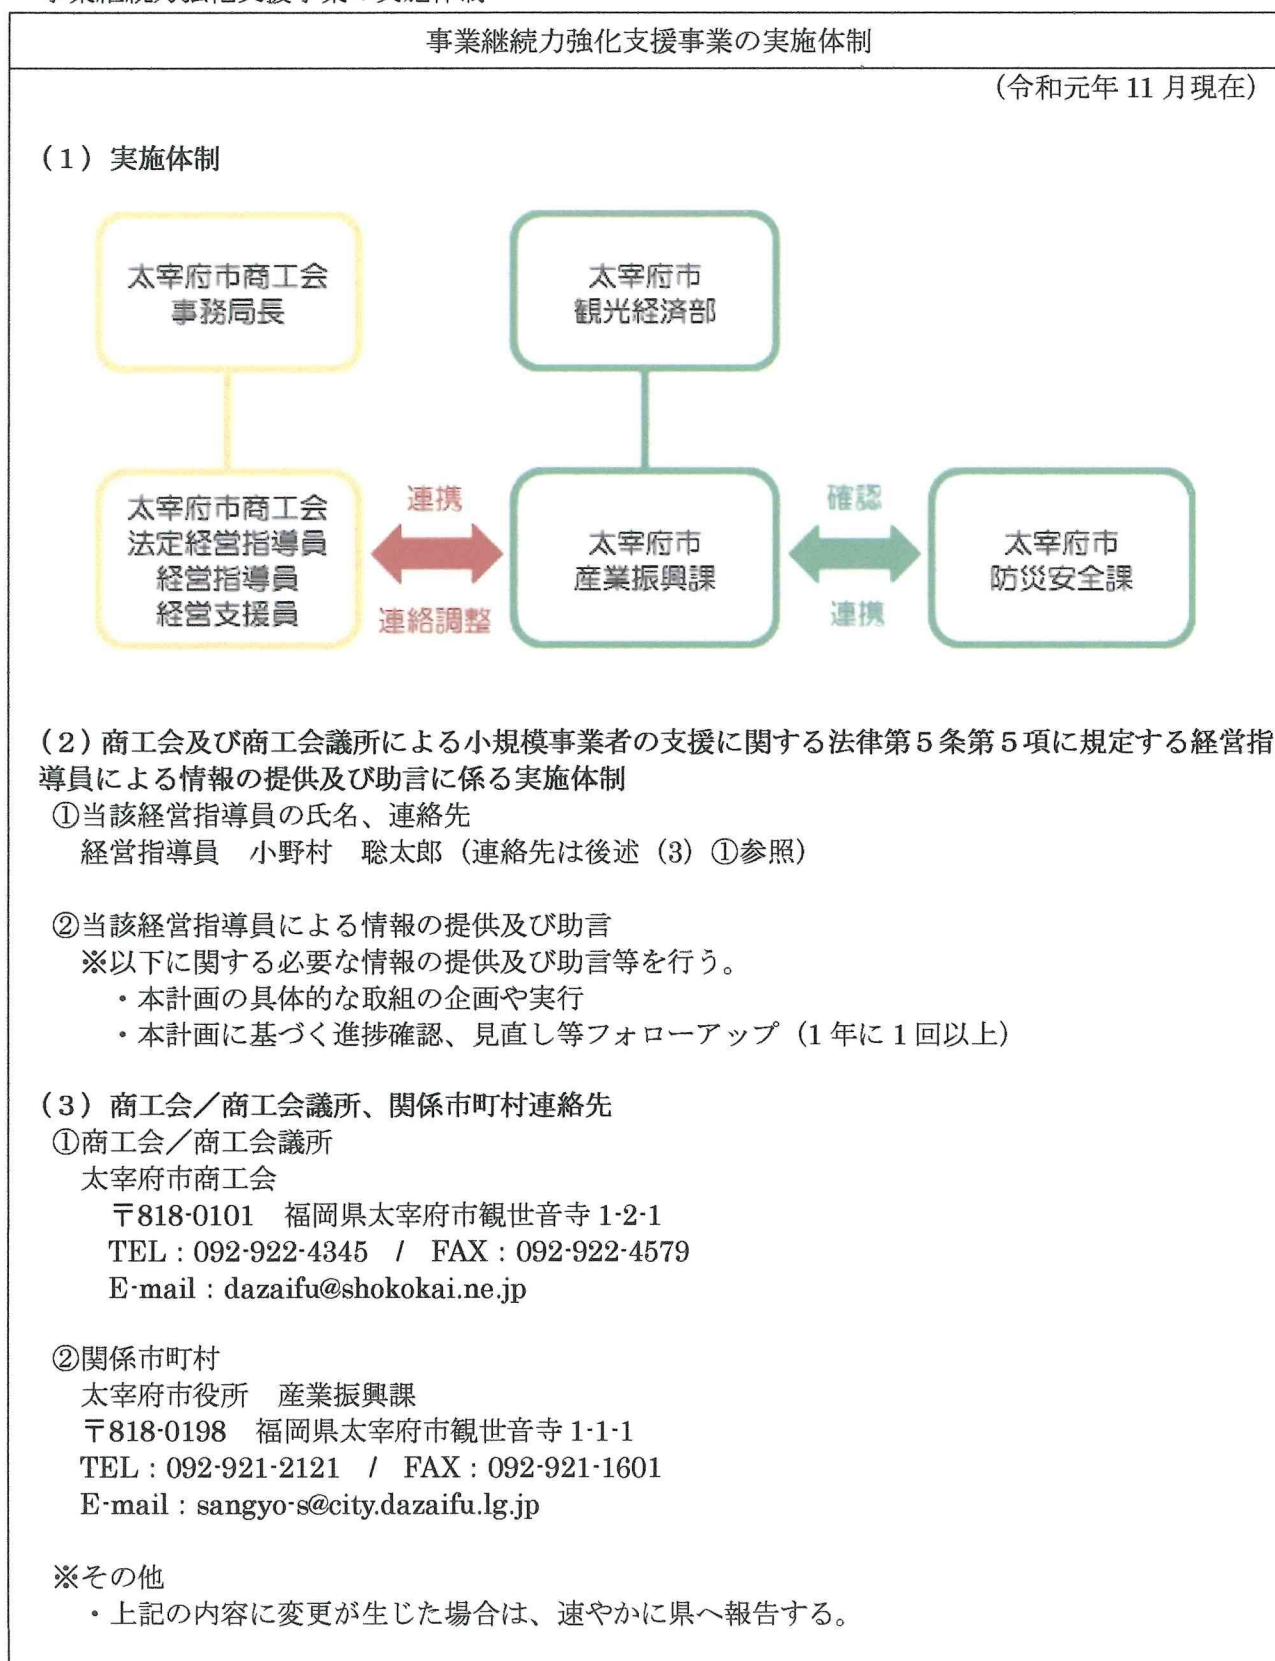 事業継続力強化支援事業の実施体制
事業継続力強化支援事業の実施体制
（令和元年 11 月現在）
（１）実施体制
太宰府市商工会
事務局長
太宰府市
観光経済部
太宰府市商工会
法定経営指導員
経営指導員
経営支援員
連携
連絡調整
太宰府市
産業振興課
確認
連携
太宰府市
防災安全課
（２）商工会及び商工会議所による小規模事業者の支援に関する法律第５条第５項に規定する経営指
導員による情報の提供及び助言に係る実施体制
①当該経営指導員の氏名、連絡先
経営指導員　小野村　聡太郎（連絡先は後述（3）①参照）
②当該経営指導員による情報の提供及び助言
※以下に関する必要な情報の提供及び助言等を行う。
・本計画の具体的な取組の企画や実行
・本計画に基づく進捗確認、見直し等フォローアップ（1 年に 1 回以上）
（３）商工会／商工会議所、関係市町村連絡先
①商工会／商工会議所
太宰府市商工会
〒818-0101　福岡県太宰府市観世音寺 1-2-1
TEL：092-922-4345　/　FAX：092-922-4579
E-mail：dazaifu@shokokai.ne.jp
②関係市町村
太宰府市役所　産業振興課
〒818-0198　福岡県太宰府市観世音寺 1-1-1
TEL：092-921-2121　/　FAX：092-921-1601
E-mail：sangyo-s@city.dazaifu.lg.jp
※その他
・上記の内容に変更が生じた場合は、速やかに県へ報告する。